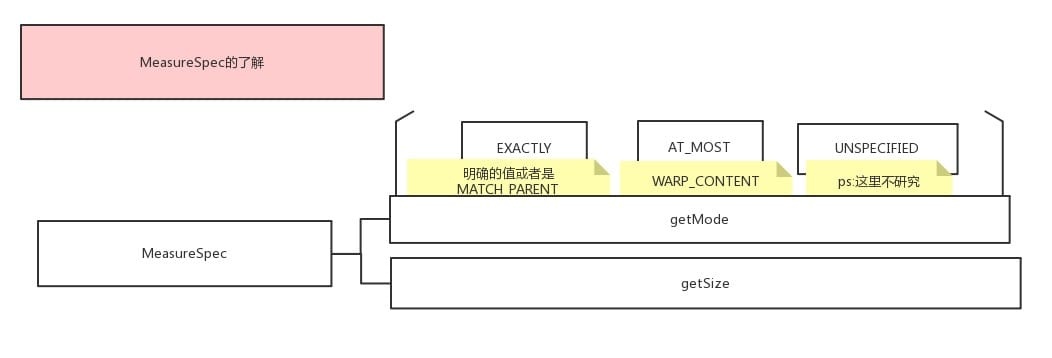 MeasureSpec的了解
EXACTLY
AT_MOST
UNSPECIFIED
明确的值或者是
MATCH_PARENT
WARP_CONTENT
ps:这里不研究
getMode
MeasureSpec
getSize